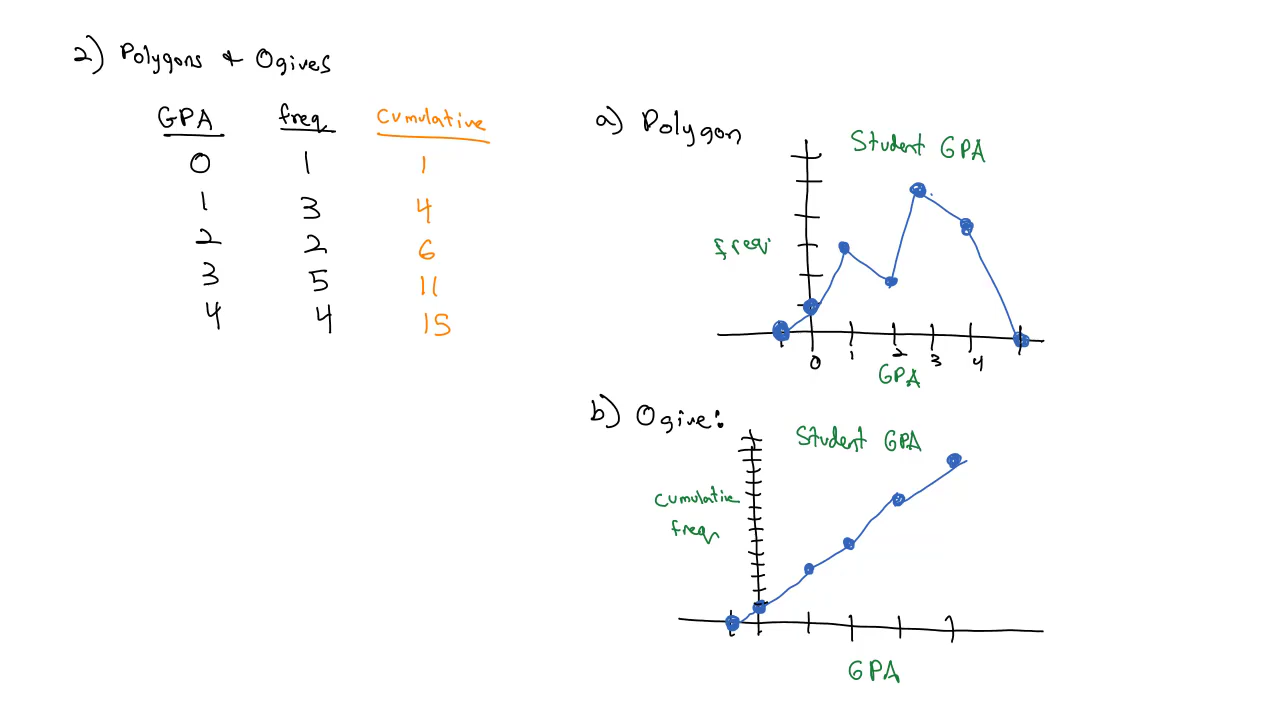 2) Polygons & Ogives
GPA freq Cumulative
0 1 1
1 3 4
2 2 6
3 5 11
4 4 15
a) Polygon
Student GPA
freq
0 1 2 3 4
GPA
b) Ogive:
Student GPA
Cumulative
freq
GPA